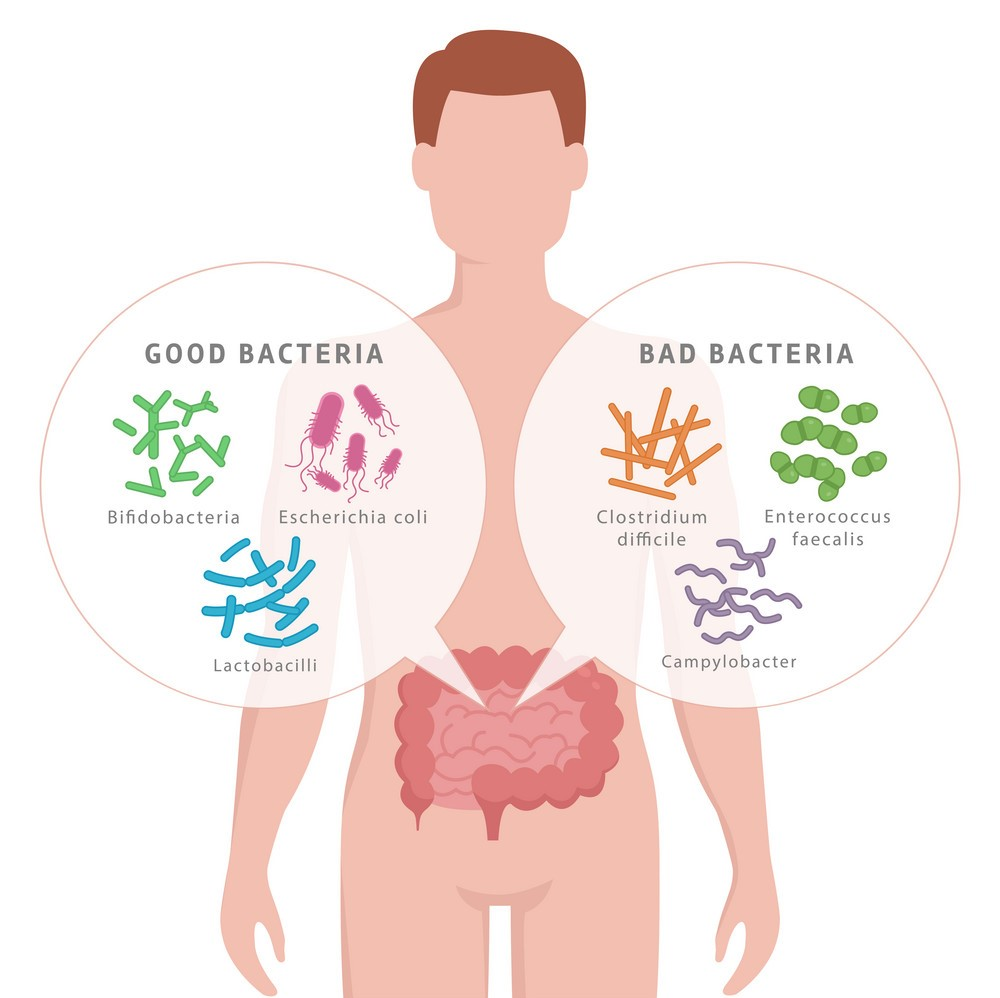 GOOD BACTERIA
Bifidobacteria
Escherichia coli
Lactobacilli
BAD BACTERIA
Clostridium
difficile
Enterococcus
faecalis
Campylobacter